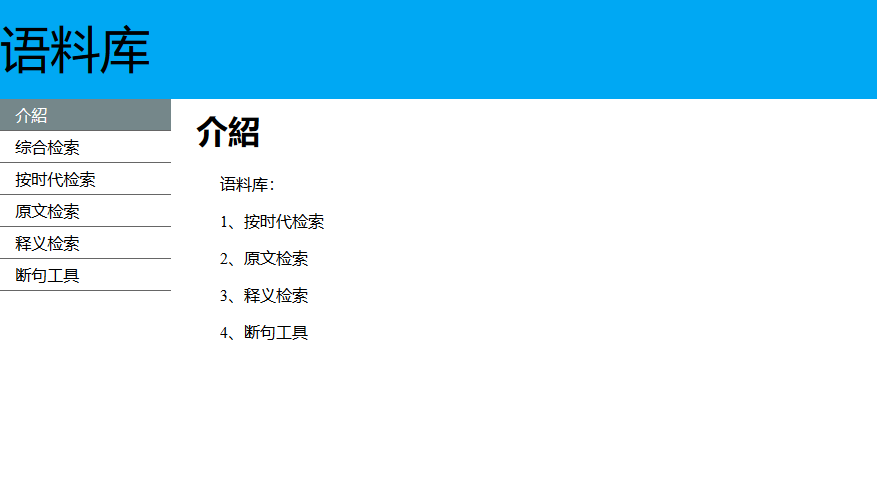 语料库
介紹
综合检索
按时代检索
原文检索
释义检索
断句工具
介紹
语料库：
1、按时代检索
2、原文检索
3、释义检索
4、断句工具